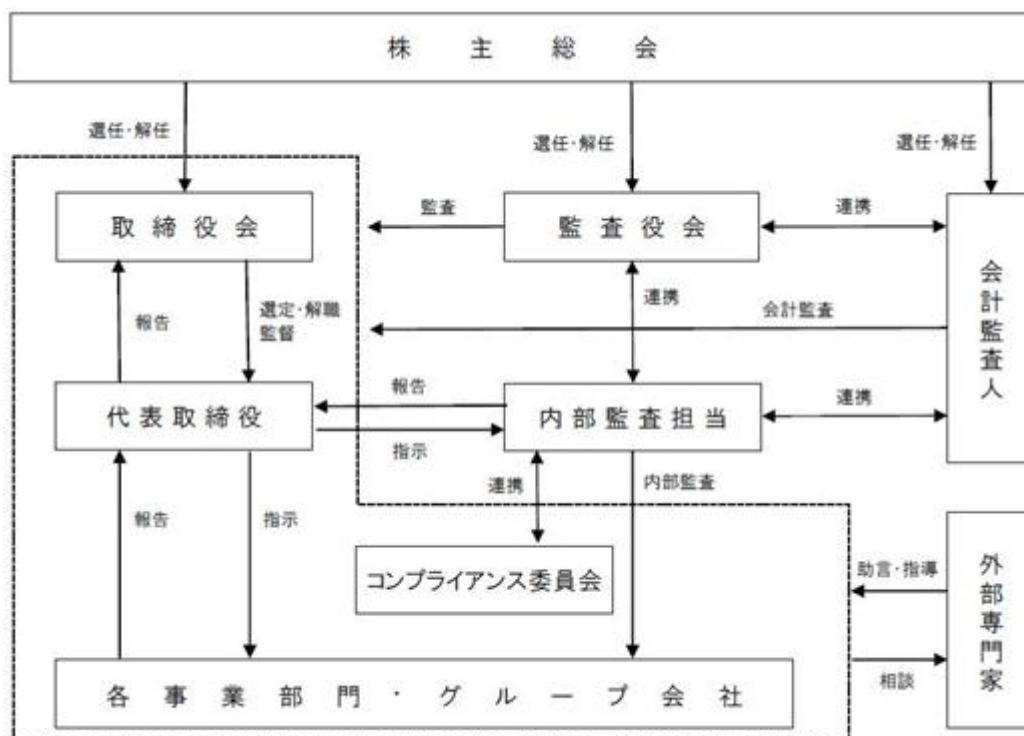 株主総会
選任・解任
選任・解任
選任・解任
取締役会
監査
監査役会
連携
会計監査人
報告
選定・解職
監督
連携
会計監査
代表取締役
報告
指示
内部監査担当
連携
報告
指示
連携
内部監査
コンプライアンス委員会
助言・指導
外部専門家
相談
各事業部門・グループ会社